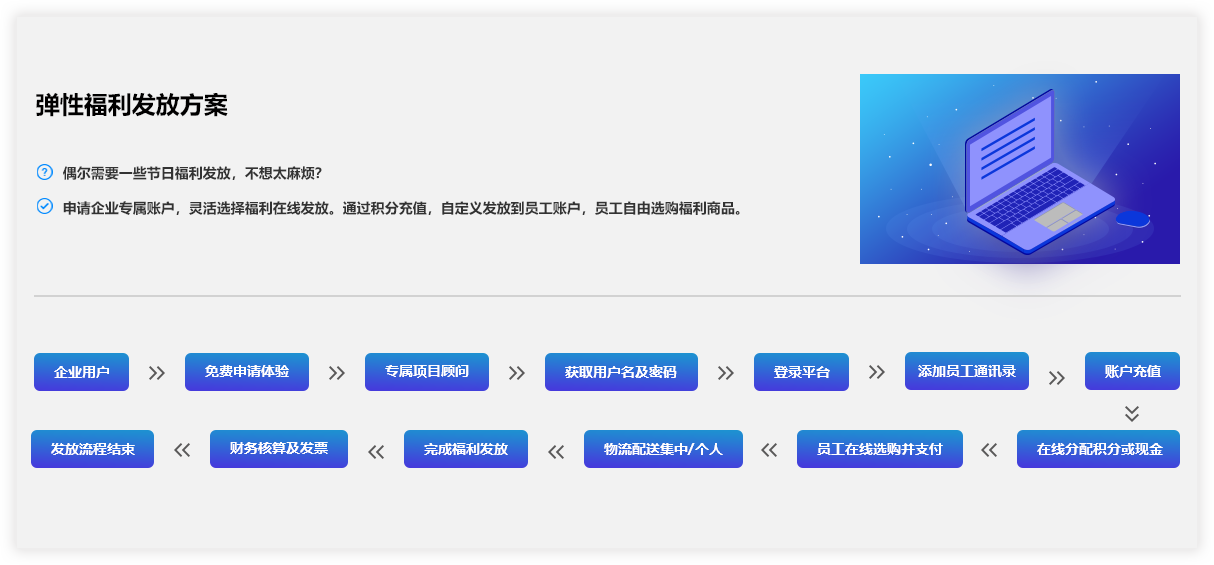 弹性福利发放方案
偶尔需要一些节日福利发放，不想太麻烦？
申请企业专属账户，灵活选择福利在线发放。通过积分充值，自定义发放到员工账户，员工自由选购福利商品。
企业用户
免费申请体验
专属项目顾问
获取用户名及密码
登录平台
添加员工通讯录
账户充值
在线分配积分或现金
员工在线选购并支付
物流配送集中/个人
完成福利发放
财务核算及发票
发放流程结束